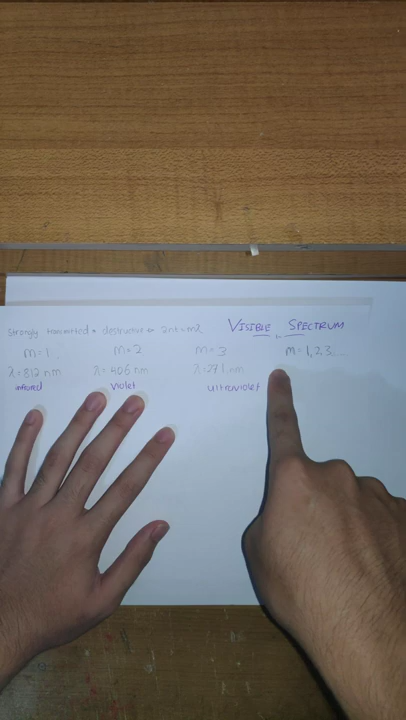 Strongly transmitted → destructive → 2nt = mλ
VISIBLE SPECTRUM
m=1, m=2 m=3 m=1,2,3...
λ=812 nm λ=406 nm λ=271 nm
infrared violet ultraviolet